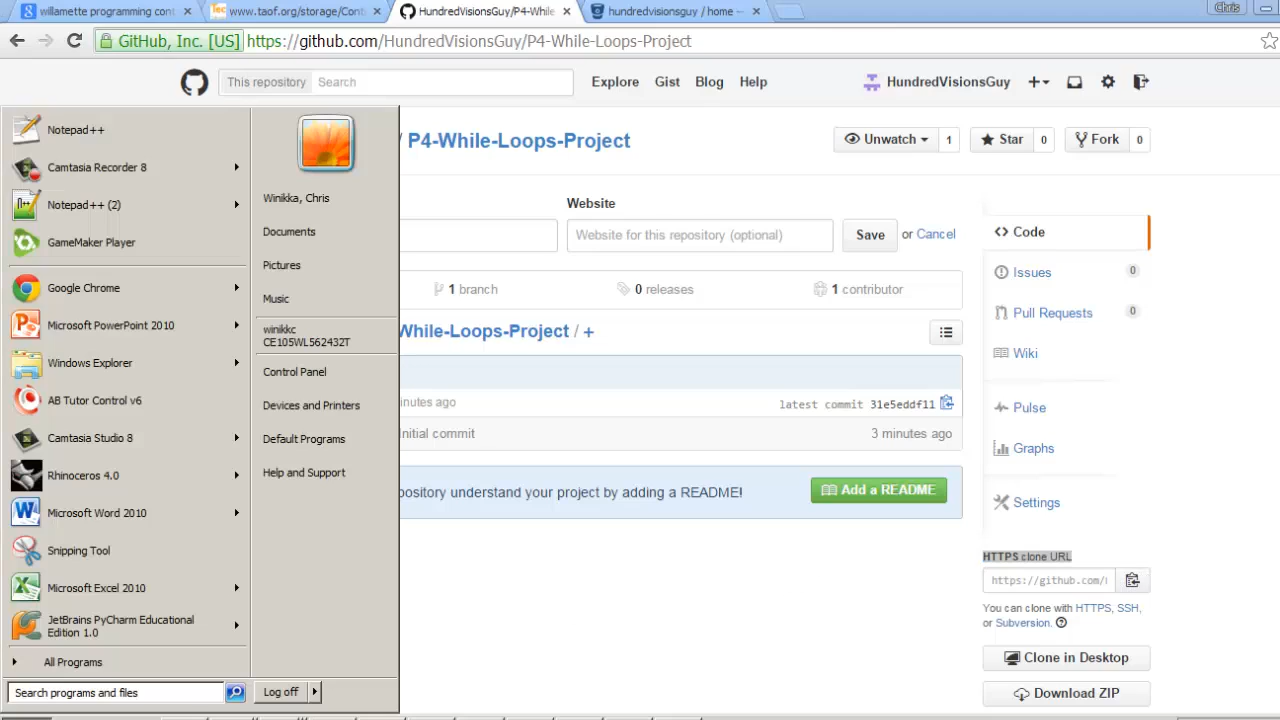 willamette programming cont
www.taof.org/storage/Cont
HundredVisionsGuy/P4-While
hundredvisionsguy / home
Chris
GitHub, Inc. [US] https://github.com/HundredVisionsGuy/P4-While-Loops-Project
This repository Search
Explore Gist Blog Help
HundredVisionsGuy
/ P4-While-Loops-Project
Unwatch 1
Star 0
Fork 0
Website
Website for this repository (optional)
Save or Cancel
1 branch
0 releases
1 contributor
While-Loops-Project / +
inutes ago
latest commit 31e5eddf11
Initial commit
3 minutes ago
pository understand your project by adding a README!
Add a README
Code
Issues 0
Pull Requests 0
Wiki
Pulse
Graphs
Settings
HTTPS clone URL
https://github.com/
You can clone with HTTPS, SSH,
or Subversion.
Clone in Desktop
Download ZIP
Notepad++
Camtasia Recorder 8
Notepad++ (2)
GameMaker Player
Google Chrome
Microsoft PowerPoint 2010
Windows Explorer
AB Tutor Control v6
Camtasia Studio 8
Rhinoceros 4.0
Microsoft Word 2010
Snipping Tool
Microsoft Excel 2010
JetBrains PyCharm Educational
Edition 1.0
All Programs
Search programs and files
Log off
Winikka, Chris
Documents
Pictures
Music
winikkc
CE105WL562432T
Control Panel
Devices and Printers
Default Programs
Help and Support